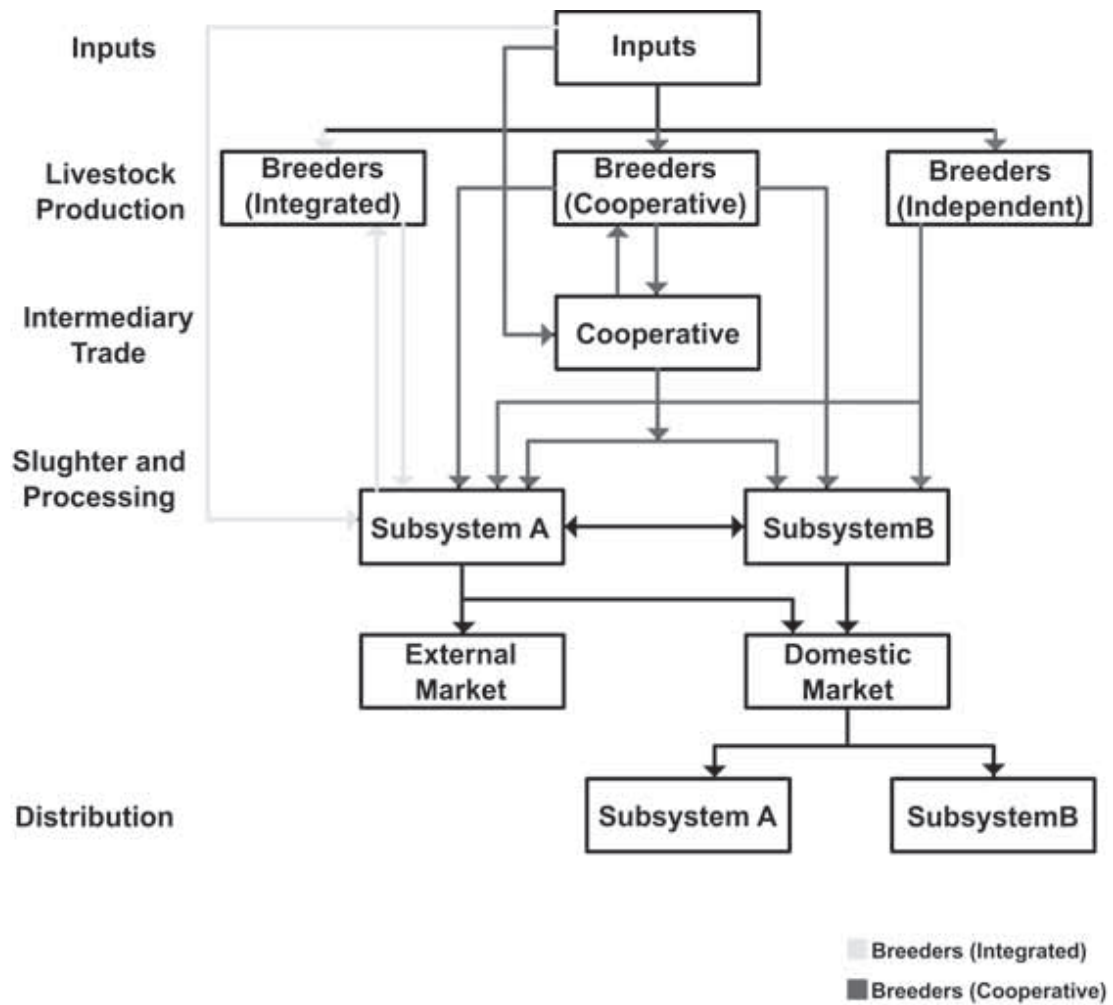 Inputs
Inputs
Livestock
Production
Breeders
(Integrated)
Breeders
(Cooperative)
Breeders
(Independent)
Intermediary
Trade
Cooperative
Slughter and
Processing
Subsystem A
SubsystemB
External
Market
Domestic
Market
Distribution
Subsystem A
SubsystemB
Breeders (Integrated)
Breeders (Cooperative)